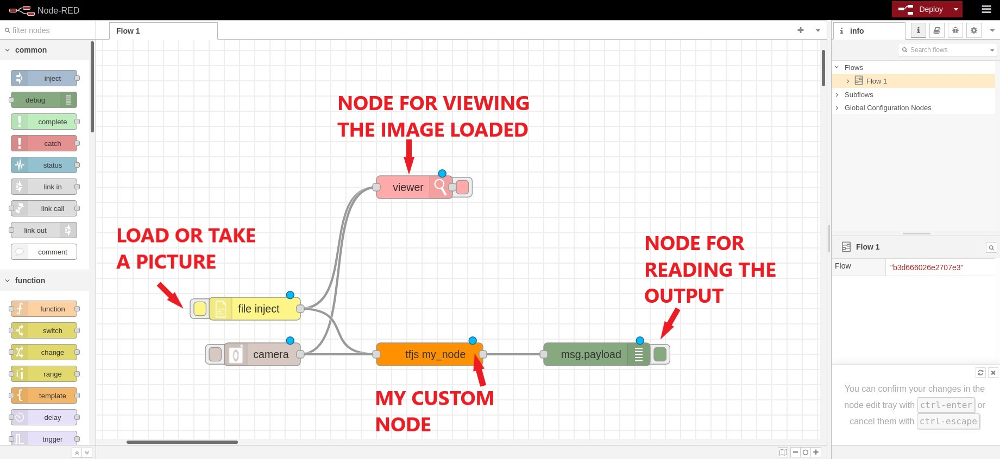 Node-RED
Deploy
filter nodes
common
inject
debug
complete
catch
status
link in
link call
link out
comment
function
function
switch
change
range
template
delay
trigger
Flow 1
NODE FOR VIEWING
THE IMAGE LOADED
viewer
LOAD OR TAKE
A PICTURE
file inject
camera
tfjs my_node
MY CUSTOM
NODE
NODE FOR
READING THE
OUTPUT
msg.payload
info
Search flows
Flows
Flow 1
Subflows
Global Configuration Nodes
Flow 1
Flow "b3d666026e2707e3"
You can confirm your changes in the
node edit tray with ctrl-enter or
cancel them with ctrl-escape